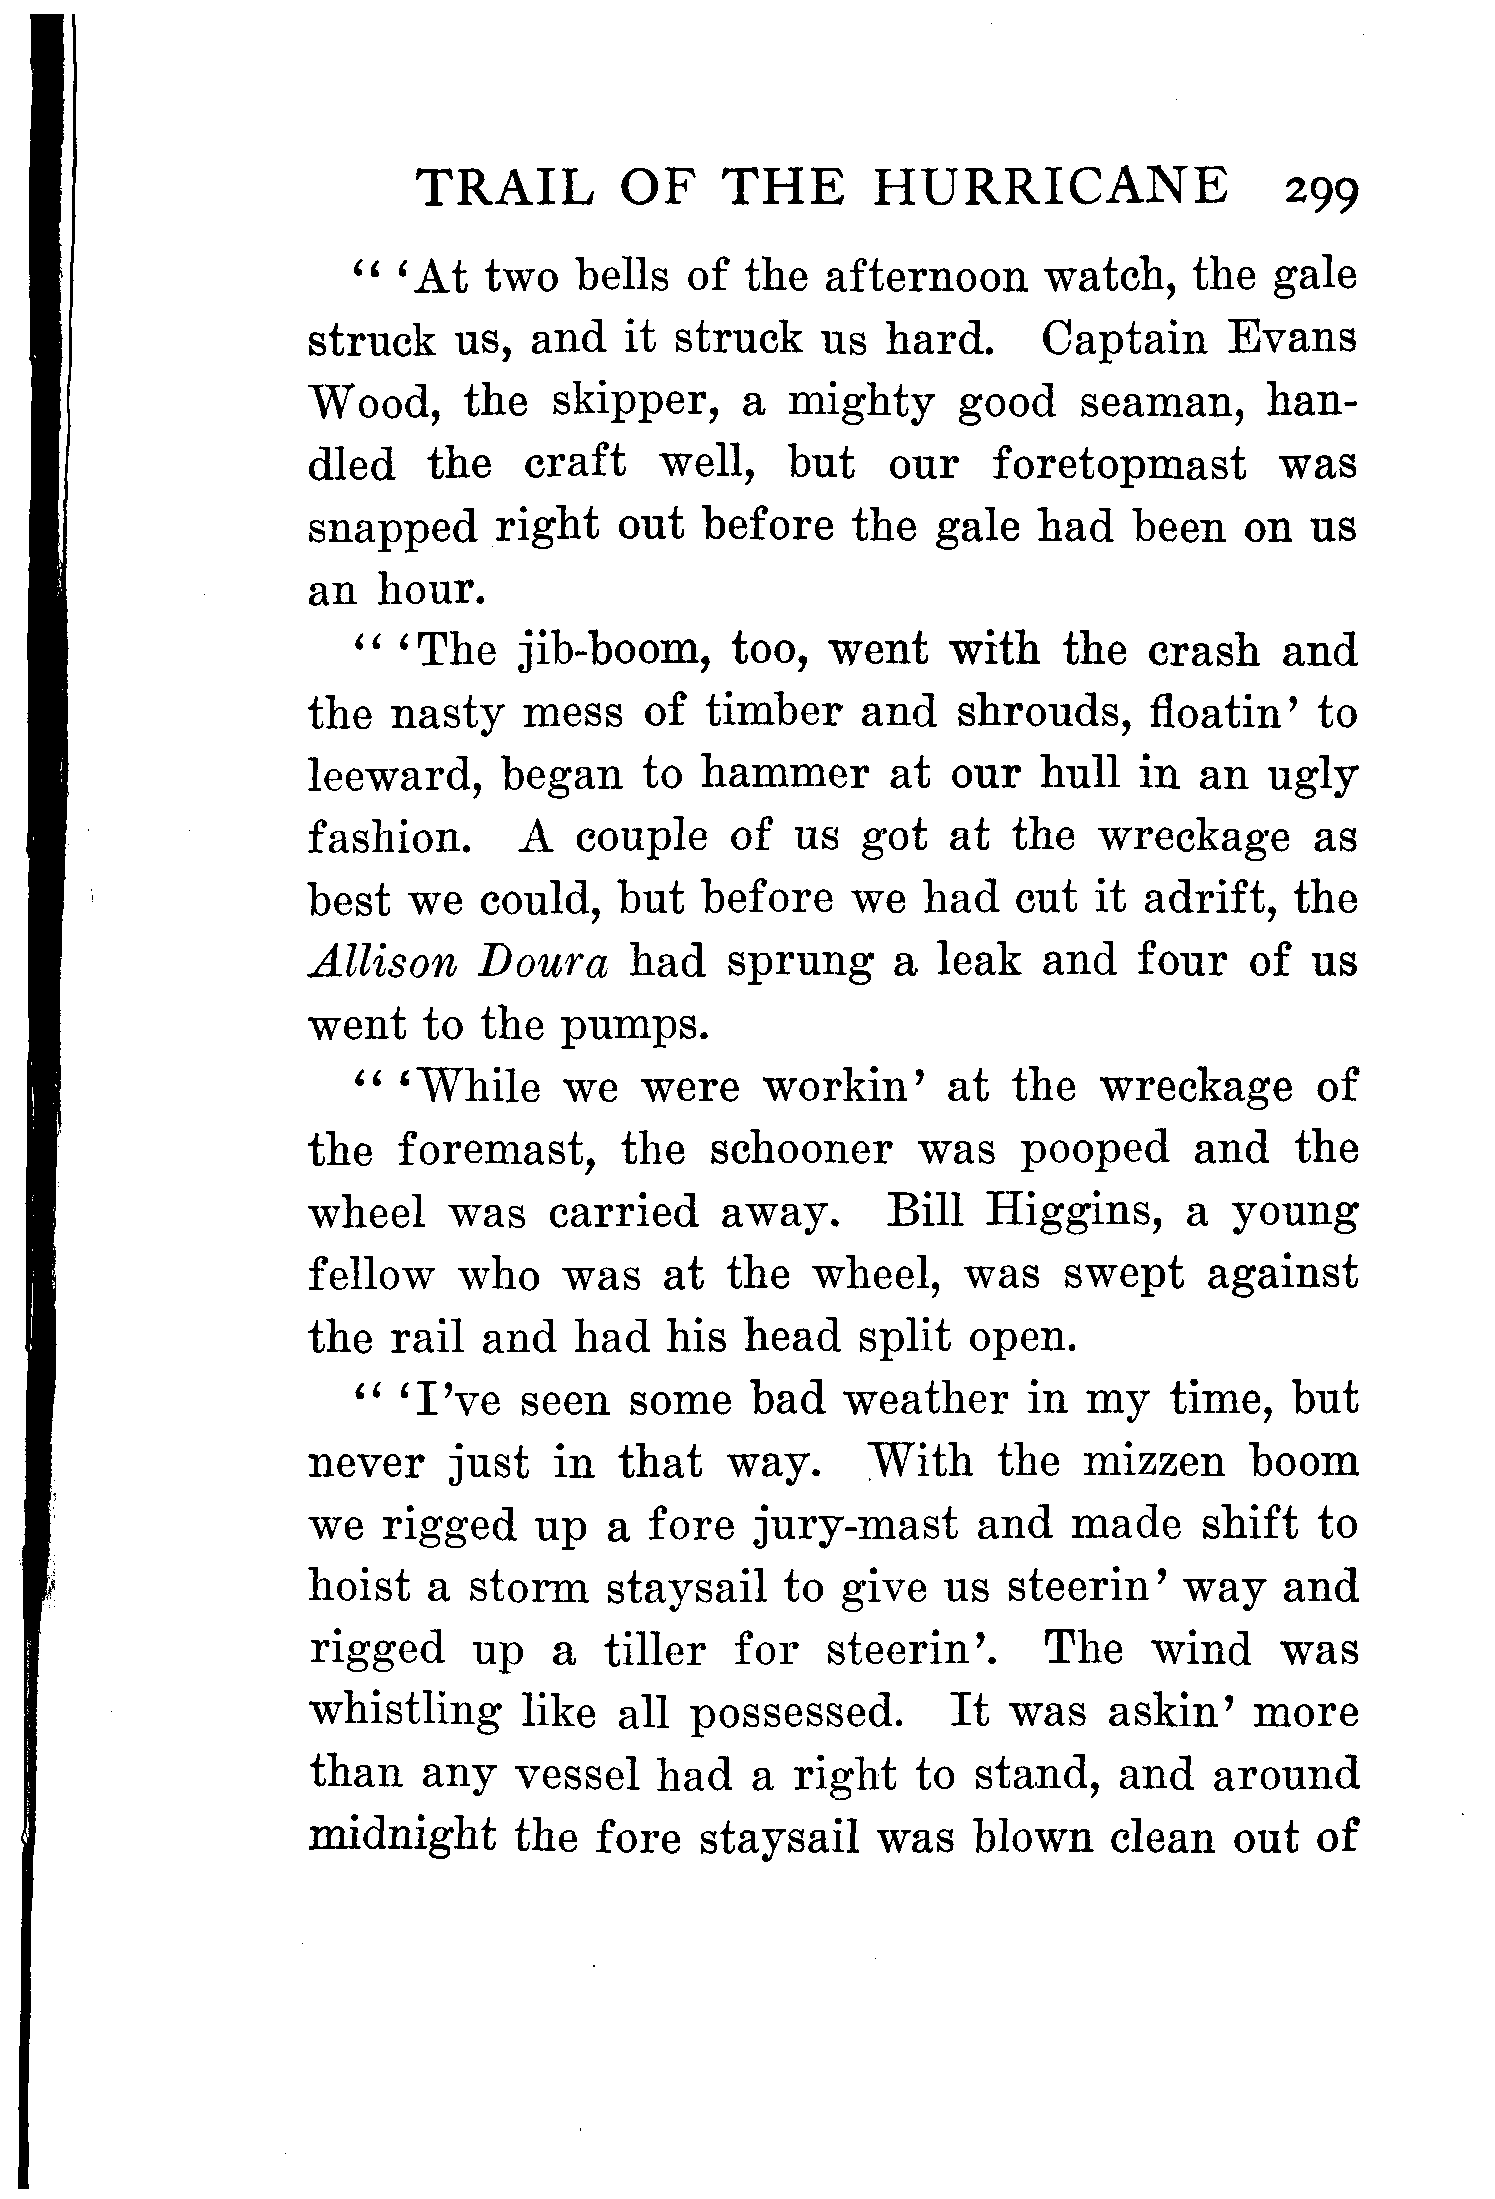 TRAIL OF THE HURRICANE 299
“ ‘At two bells of the afternoon watch, the gale
struck us, and it struck us hard. Captain Evans
Wood, the skipper, a mighty good seaman, han-
dled the craft well, but our foretopmast was
snapped right out before the gale had been on us
an hour.
“ ‘The jib-boom, too, went with the crash and
the nasty mess of timber and shrouds, floatin’ to
leeward, began to hammer at our hull in an ugly
fashion. A couple of us got at the wreckage as
best we could, but before we had cut it adrift, the
Allison Doura had sprung a leak and four of us
went to the pumps.
“ ‘While we were workin’ at the wreckage of
the foremast, the schooner was pooped and the
wheel was carried away. Bill Higgins, a young
fellow who was at the wheel, was swept against
the rail and had his head split open.
“ ‘I’ve seen some bad weather in my time, but
never just in that way. With the mizzen boom
we rigged up a fore jury-mast and made shift to
hoist a storm staysail to give us steerin’ way and
rigged up a tiller for steerin’. The wind was
whistling like all possessed. It was askin’ more
than any vessel had a right to stand, and around
midnight the fore staysail was blown clean out of